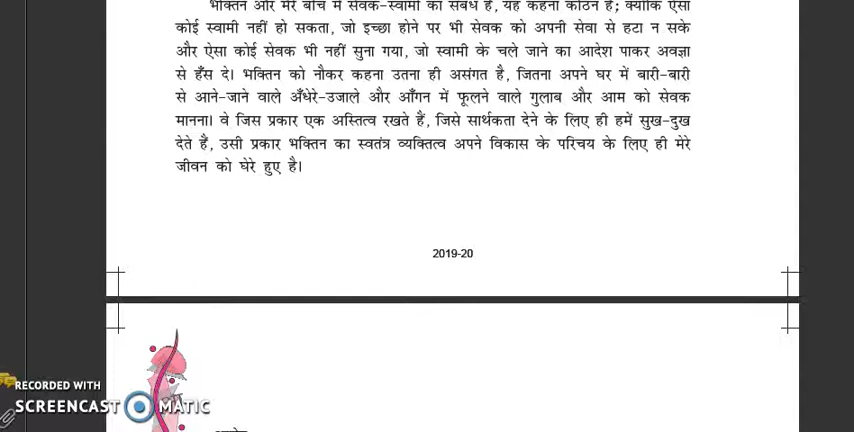 भक्तिन और मेरे बीच में सेवक-स्वामी का संबंध है, यह कहना कठिन है; क्योंकि ऐसा
कोई स्वामी नहीं हो सकता, जो इच्छा होने पर भी सेवक को अपनी सेवा से हटा न सके
और ऐसा कोई सेवक भी नहीं सुना गया, जो स्वामी के चले जाने का आदेश पाकर अवज्ञा
से हँस दे। भक्तिन को नौकर कहना उतना ही असंगत है, जितना अपने घर में बारी-बारी
से आने-जाने वाले अँधेरे-उजाले और आँगन में फूलने वाले गुलाब और आम को सेवक
मानना। वे जिस प्रकार एक अस्तित्व रखते हैं, जिसे सार्थकता देने के लिए ही हमें सुख-दुख
देते हैं, उसी प्रकार भक्तिन का स्वतंत्र व्यक्तित्व अपने विकास के परिचय के लिए ही मेरे
जीवन को घेरे हुए है।
2019-20
RECORDED WITH
SCREENCAST MATIC